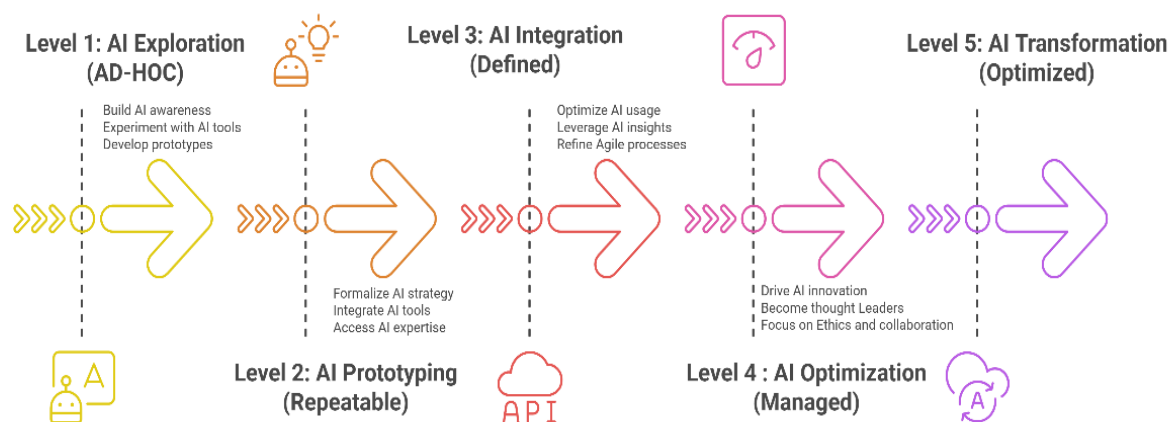 Level 1: AI Exploration
(AD-HOC)
Build AI awareness
Experiment with AI tools
Develop prototypes
A
Level 2: AI Prototyping
(Repeatable)
Formalize AI strategy
Integrate AI tools
Access AI expertise
Level 3: AI Integration
(Defined)
Optimize AI usage
Leverage AI insights
Refine Agile processes
API
Level 4 : AI Optimization
(Managed)
Drive AI innovation
Become thought Leaders
Focus on Ethics and collaboration
Level 5: AI Transformation
(Optimized)
A